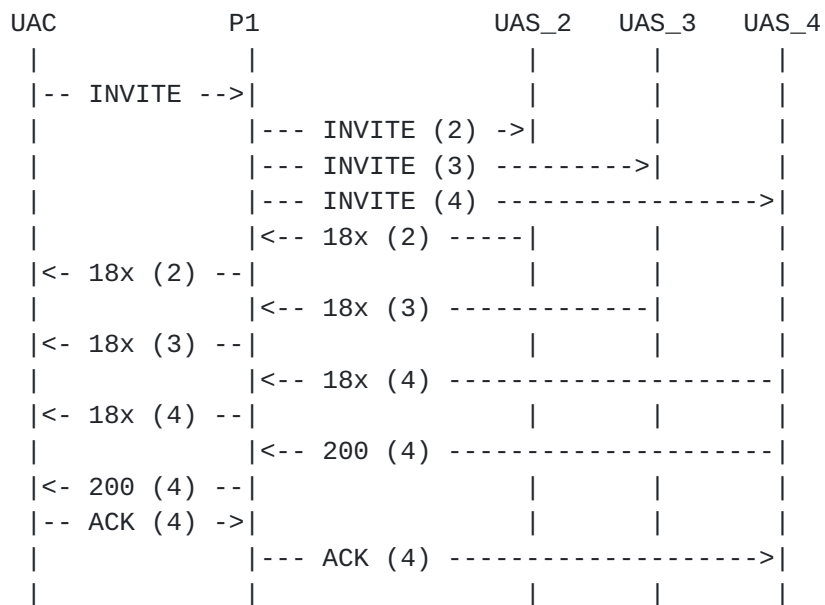 UAC P1 UAS_2 UAS_3 UAS_4
| | | | |
|-- INVITE -->| | | |
| |--- INVITE (2) ->| | |
| |--- INVITE (3) --------->| |
| |--- INVITE (4) ------------------>|
| |<-- 18x (2) -----| | |
|<- 18x (2) --| | | |
| |<-- 18x (3) -------------| |
|<- 18x (3) --| | | |
| |<-- 18x (4) ---------------------|
|<- 18x (4) --| | | |
| |<-- 200 (4) ---------------------|
|<- 200 (4) --| | | |
|-- ACK (4) ->| | | |
| |--- ACK (4) -------------------->|
| | | | |